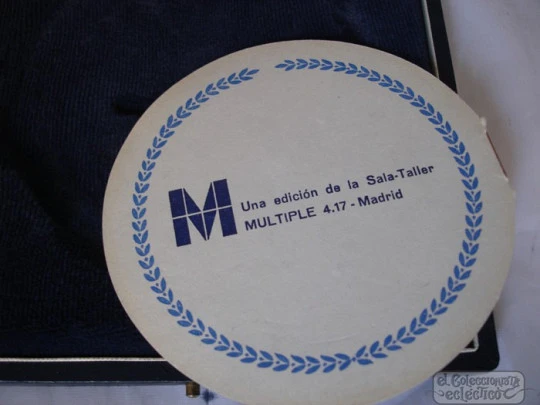 M Una edición de la Sala-Taller
MULTIPLE 4.17 - Madrid
el Coleccionista
ecléctico